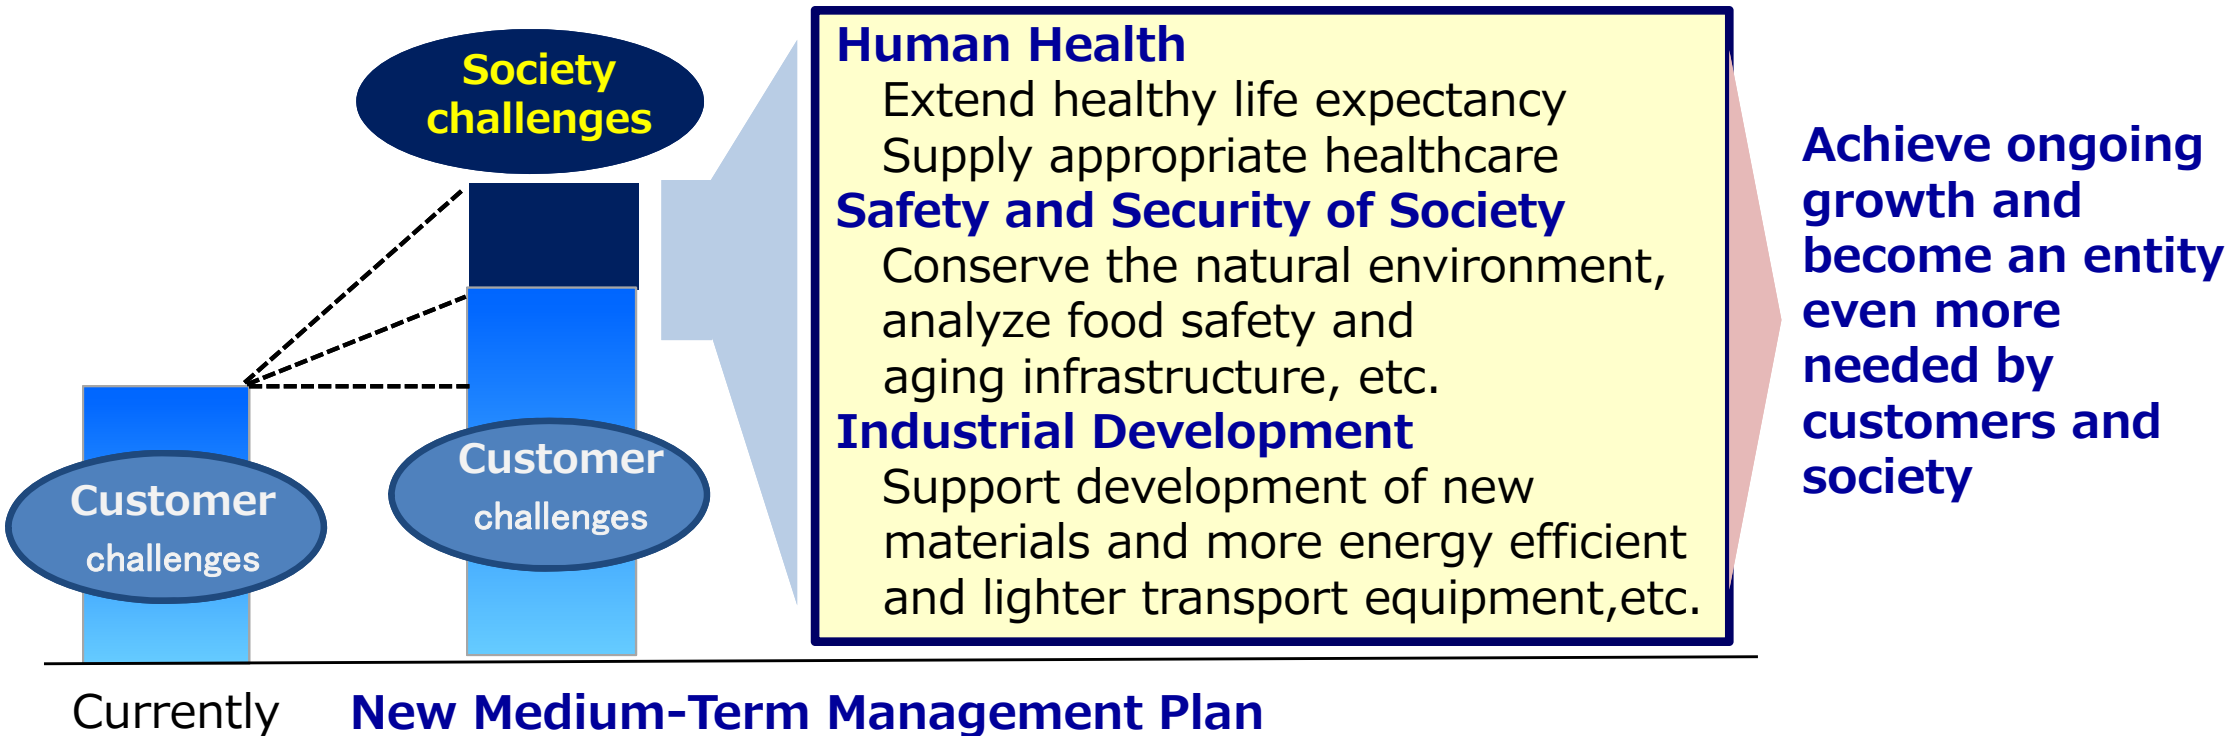 Society
challenges
Customer
challenges
Customer
challenges
Currently
New Medium-Term Management Plan
Human Health
Extend healthy life expectancy
Supply appropriate healthcare
Safety and Security of Society
Conserve the natural environment,
analyze food safety and
aging infrastructure, etc.
Industrial Development
Support development of new
materials and more energy efficient
and lighter transport equipment,etc.
Achieve ongoing
growth and
become an entity
even more
needed by
customers and
society